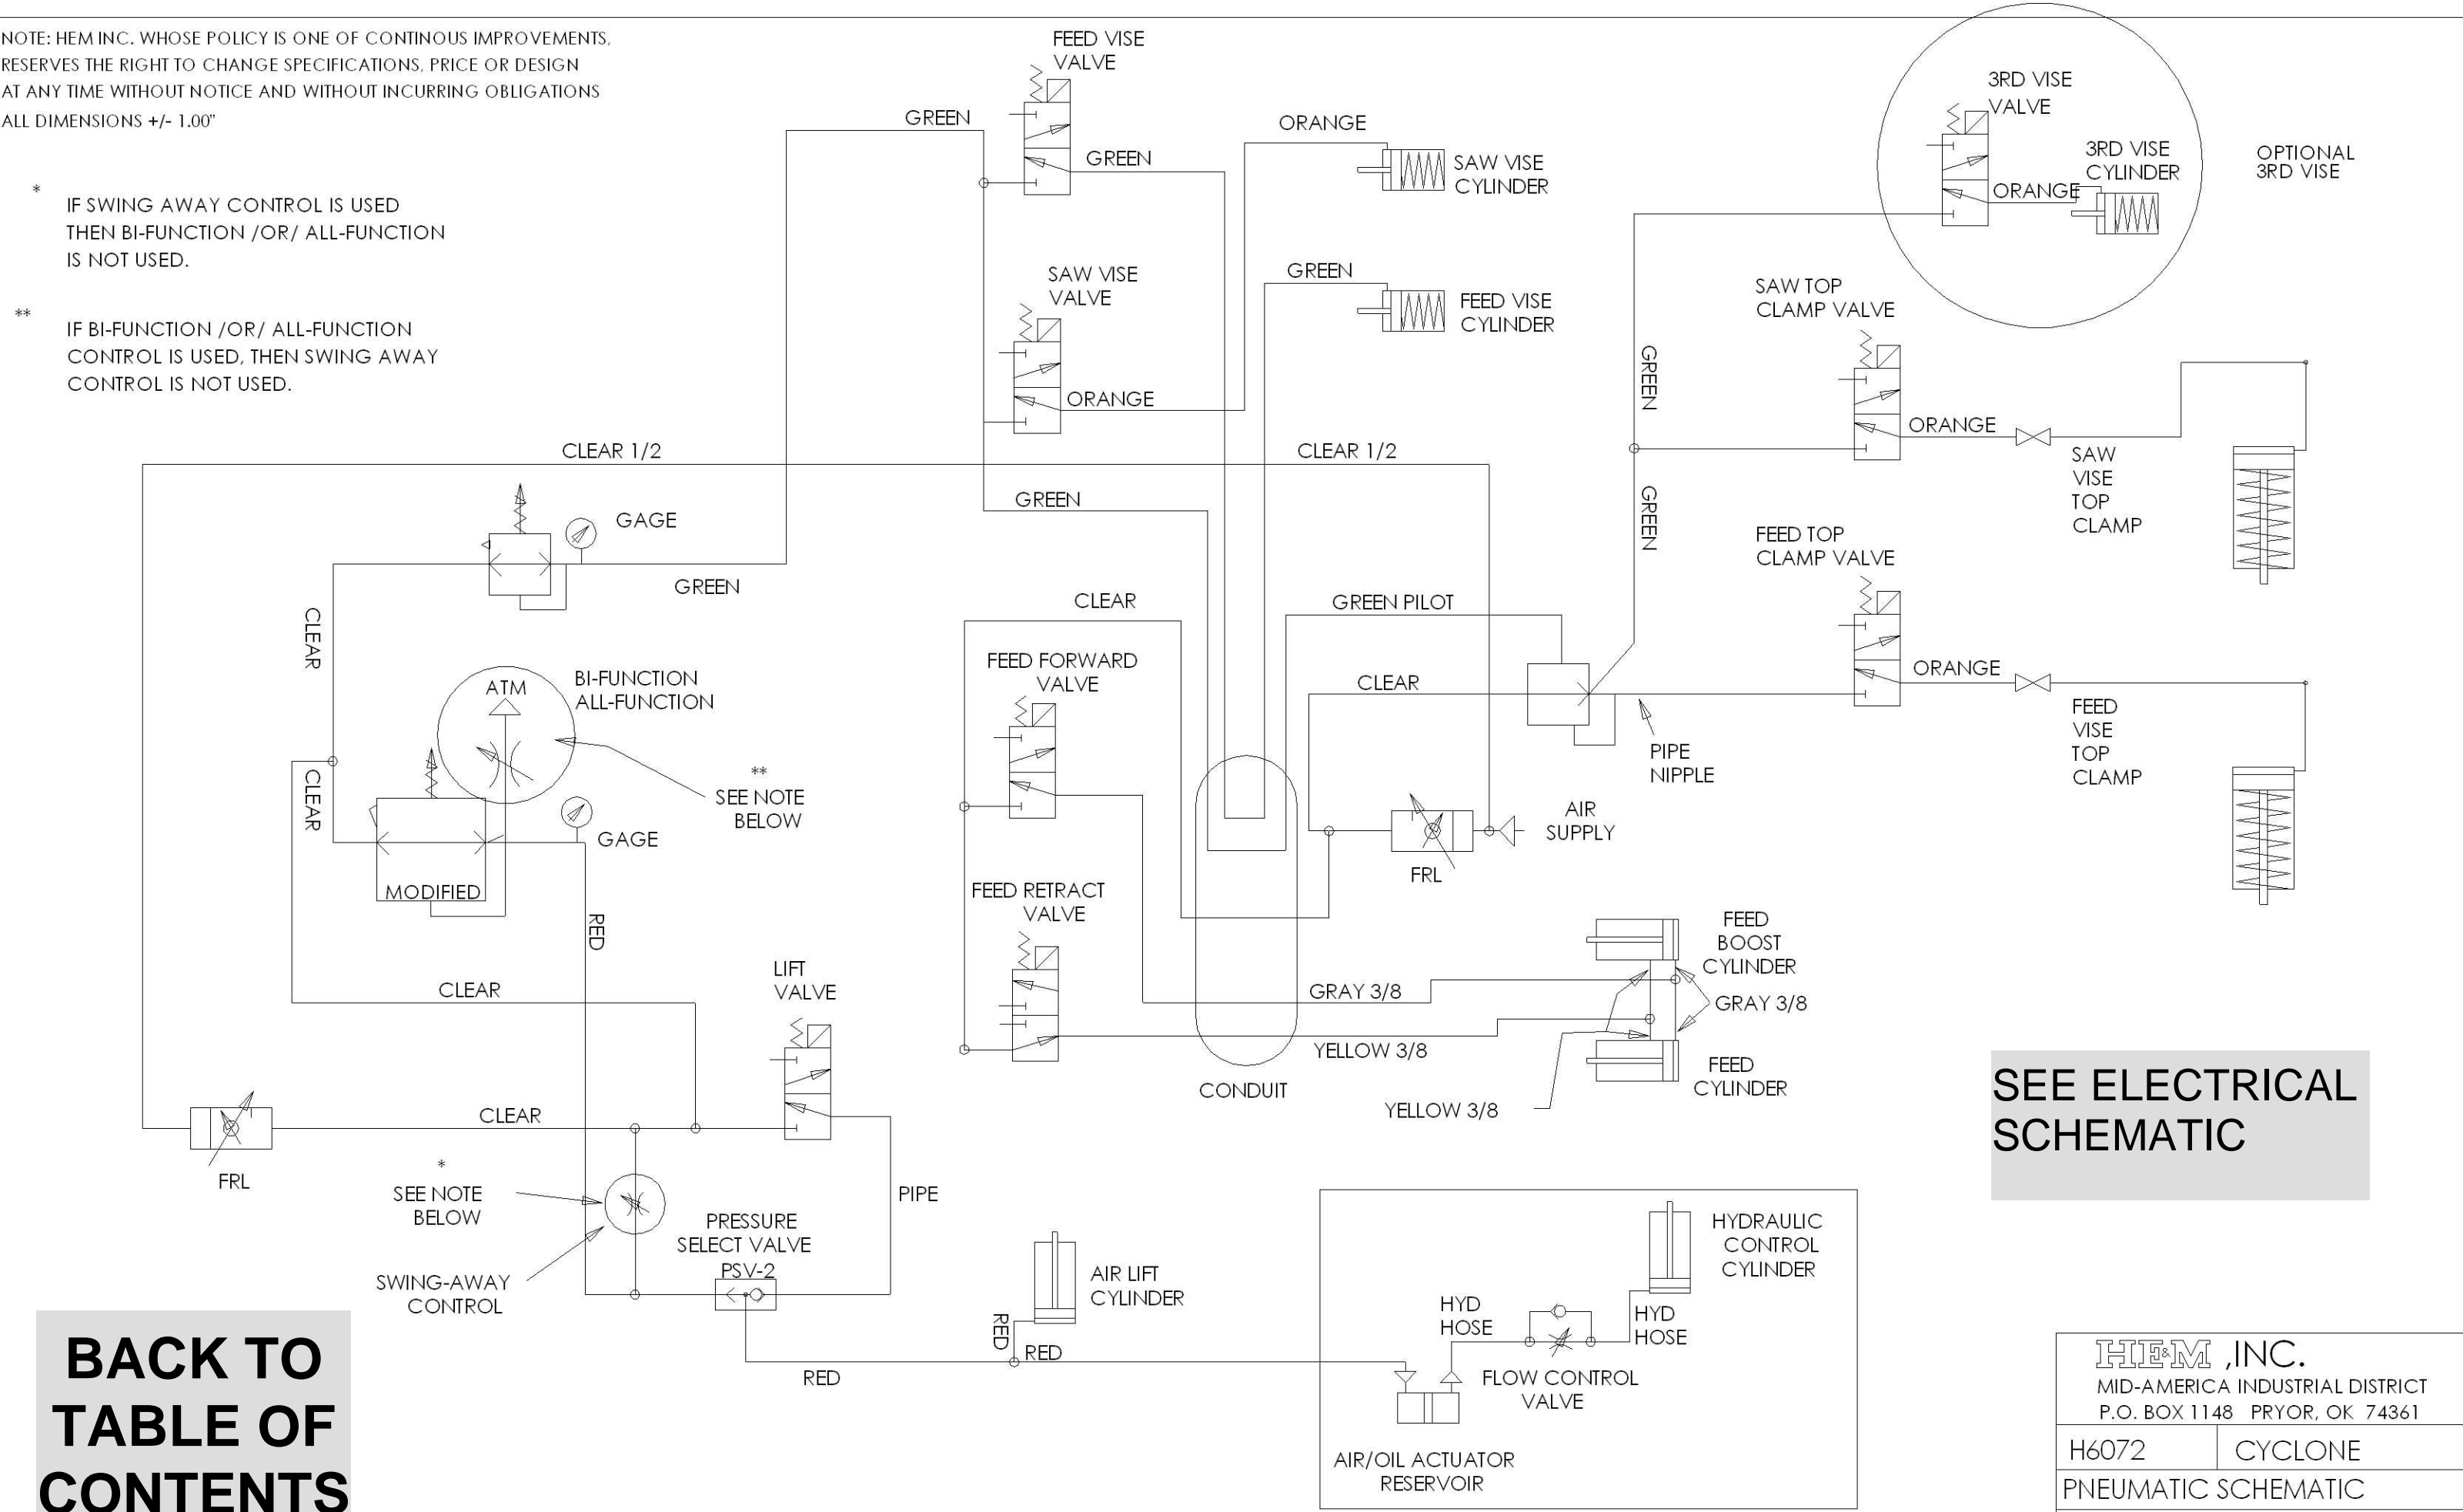 NOTE: HEM INC. WHOSE POLICY IS ONE OF CONTINOUS IMPROVEMENTS,
RESERVES THE RIGHT TO CHANGE SPECIFICATIONS, PRICE OR DESIGN
AT ANY TIME WITHOUT NOTICE AND WITHOUT INCURRING OBLIGATIONS
ALL DIMENSIONS +/- 1.00"
*
IF SWING AWAY CONTROL IS USED
THEN BI-FUNCTION /OR/ ALL-FUNCTION
IS NOT USED.
**
IF BI-FUNCTION /OR/ ALL-FUNCTION
CONTROL IS USED, THEN SWING AWAY
CONTROL IS NOT USED.
FEED VISE
VALVE
GREEN
GREEN
ORANGE
SAW VISE
CYLINDER
SAW VISE
VALVE
ORANGE
GREEN
FEED VISE
CYLINDER
3RD VISE
VALVE
3RD VISE
CYLINDER
ORANGE
OPTIONAL
3RD VISE
SAW TOP
CLAMP VALVE
GREEN
ORANGE
SAW
VISE
TOP
CLAMP
GREEN
FEED TOP
CLAMP VALVE
ORANGE
FEED
VISE
TOP
CLAMP
CLEAR 1/2
CLEAR 1/2
GREEN
GAGE
GREEN
CLEAR
ATM
BI-FUNCTION
ALL-FUNCTION
**
SEE NOTE
BELOW
CLEAR
GAGE
MODIFIED
RED
CLEAR
CLEAR
FEED FORWARD
VALVE
GREEN PILOT
CLEAR
PIPE
NIPPLE
AIR
SUPPLY
FRL
FEED RETRACT
VALVE
LIFT
VALVE
GRAY 3/8
YELLOW 3/8
CONDUIT
FEED
BOOST
CYLINDER
GRAY 3/8
FEED
CYLINDER
YELLOW 3/8
SEE ELECTRICAL
SCHEMATIC
CLEAR
FRL
*
SEE NOTE
BELOW
SWING-AWAY
CONTROL
PRESSURE
SELECT VALVE
PSV-2
PIPE
AIR LIFT
CYLINDER
RED
RED
RED
HYDRAULIC
CONTROL
CYLINDER
HYD
HOSE
HYD
HOSE
FLOW CONTROL
VALVE
AIR/OIL ACTUATOR
RESERVOIR
BACK TO
TABLE OF
CONTENTS
HE&M ,INC.
MID-AMERICA INDUSTRIAL DISTRICT
P.O. BOX 1148 PRYOR, OK 74361
H6072 CYCLONE
PNEUMATIC SCHEMATIC